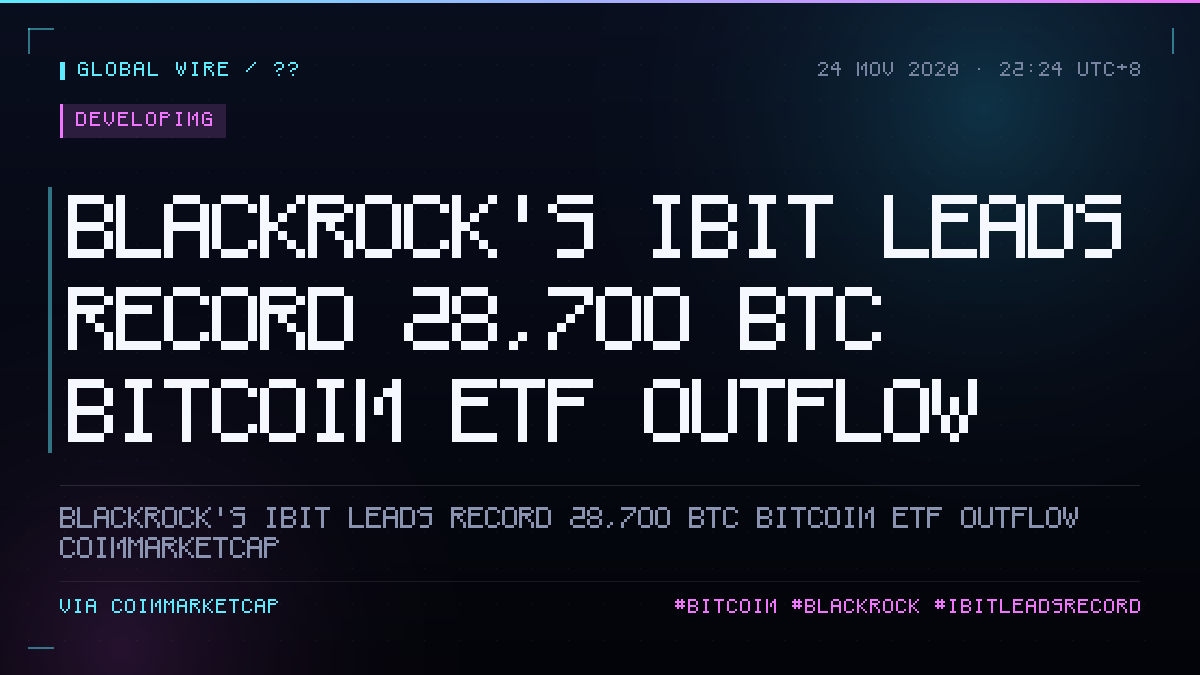 GLOBAL WIRE / ??
24 NOV · 22:24 UTC+8
DEVELOPING
BLACKROCK'S IBIT LEADS
RECORD 28,700 BTC
BITCOIN ETF OUTFLOW
BLACKROCK'S IBIT LEADS RECORD 28,700 BTC BITCOIN ETF OUTFLOW
COINMARKETCAP
VIA COINMARKETCAP
#BITCOIN #BLACKROCK #IBITLEADSRECORD